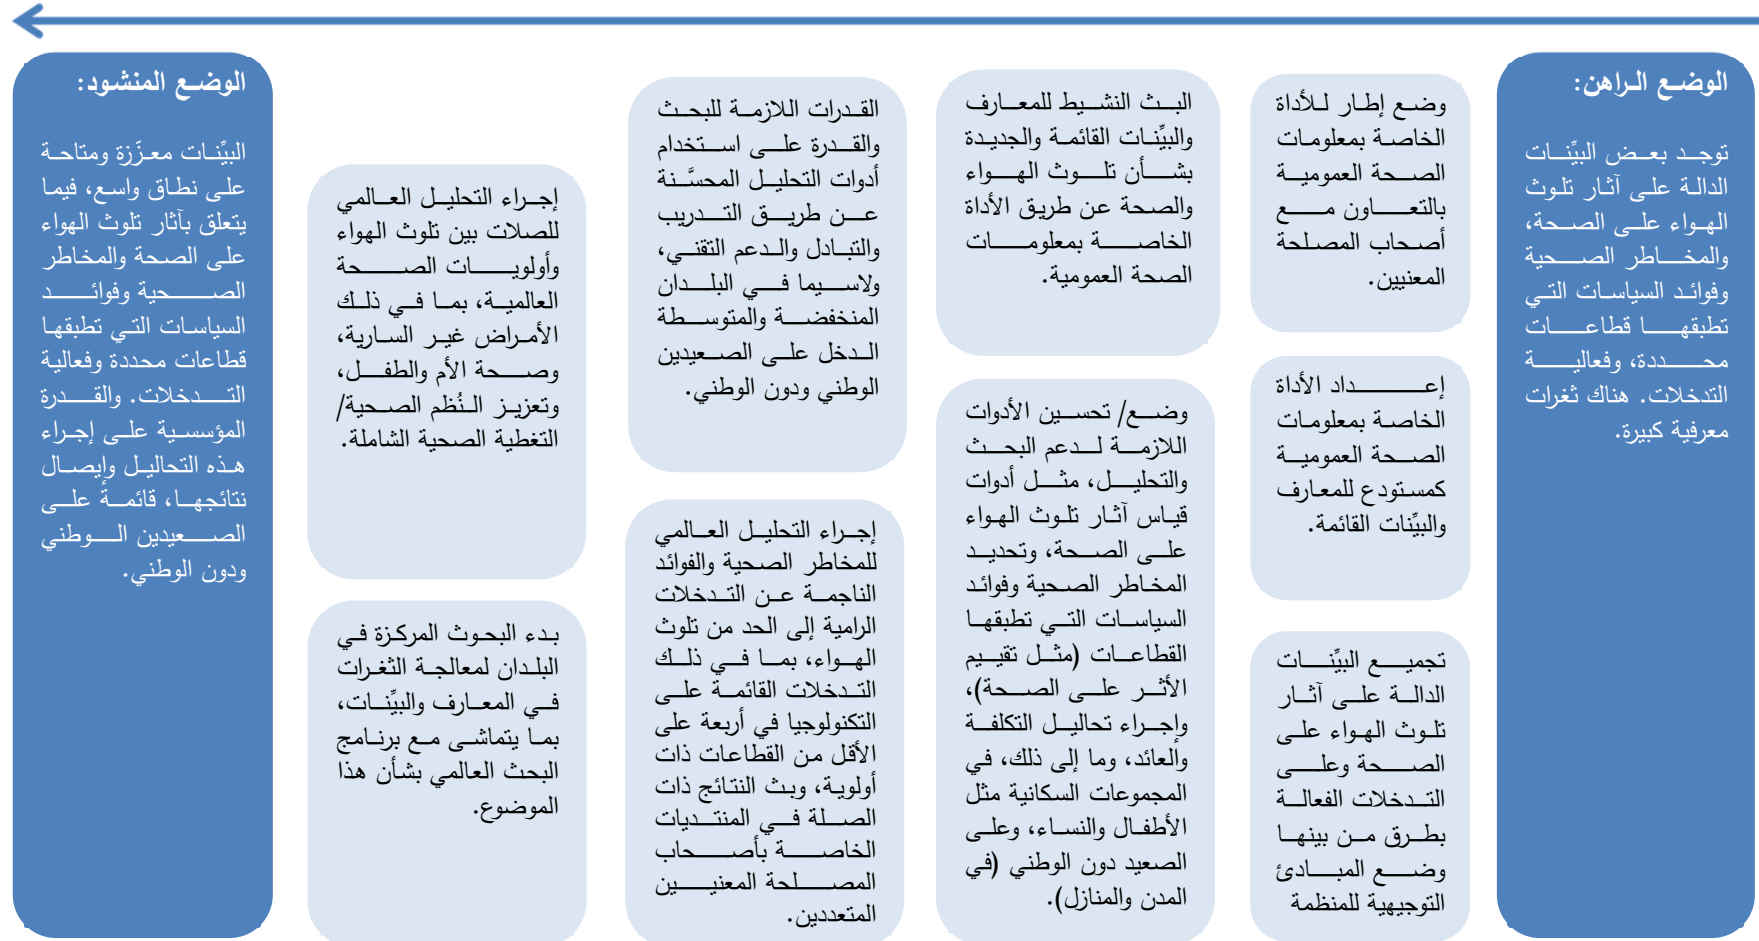 الوضع الراهن:
توجد بعض البيِّنات
الدالة على آثار تلوث
الهواء على الصحة،
والمخاطر الصحية
وفوائد السياسات التي
تطبقها قطاعات
محددة، وفعالية
التدخلات. هناك ثغرات
معرفية كبيرة.
وضع إطار للأداة
الخاصة بمعلومات
الصحة العمومية
بالتعاون مع
أصحاب المصلحة
المعنيين.
إعداد الأداة
الخاصة بمعلومات
الصحة العمومية
كمستودع للمعارف
والبيِّنات القائمة.
تجميع البيِّنات
الدالة على آثار
تلوث الهواء على
الصحة وعلى
التدخلات الفعالة
بطرق من بينها
وضع المبادئ
التوجيهية للمنظمة
البث النشيط للمعارف
والبيِّنات القائمة والجديدة
بشأن تلوث الهواء
والصحة عن طريق الأداة
الخاصة بمعلومات
الصحة العمومية.
وضع/ تحسين الأدوات
اللازمة لدعم البحث
والتحليل، مثل أدوات
قياس آثار تلوث الهواء
على الصحة، وتحديد
المخاطر الصحية وفوائد
السياسات التي تطبقها
القطاعات (مثل تقييم
الأثر على الصحة)،
وإجراء تحاليل التكلفة
والعائد، وما إلى ذلك، في
المجموعات السكانية مثل
الأطفال والنساء، وعلى
الصعيد دون الوطني (في
المدن والمنازل).
القدرات اللازمة للبحث
والقدرة على استخدام
أدوات التحليل المحسَّنة
عن طريق التدريب
والتبادل والدعم التقني،
ولاسيما في البلدان
المنخفضة والمتوسطة
الدخل على الصعيدين
الوطني ودون الوطني.
إجراء التحليل العالمي
للمخاطر الصحية والفوائد
الناجمة عن التدخلات
الرامية إلى الحد من تلوث
الهواء، بما في ذلك
التدخلات القائمة على
التكنولوجيا في أربعة على
الأقل من القطاعات ذات
أولوية، وبث النتائج ذات
الصلة في المنتديات
الخاصة بأصحاب
المصلحة المعنيين
المتعددين.
إجراء التحليل العالمي
للصلات بين تلوث الهواء
وأولويات الصحة
العالمية، بما في ذلك
الأمراض غير السارية،
وصحة الأم والطفل،
وتعزيز النُظم الصحية/
التغطية الصحية الشاملة.
بدء البحوث المركزة في
البلدان لمعالجة الثغرات
في المعارف والبيِّنات،
بما يتماشى مع برنامج
البحث العالمي بشأن هذا
الموضوع.
الوضع المنشود:
البيِّنات معزّزة ومتاحة
على نطاق واسع، فيما
يتعلق بآثار تلوث الهواء
على الصحة والمخاطر
الصحية وفوائد
السياسات التي تطبقها
قطاعات محددة وفعالية
التدخلات. والقدرة
المؤسسية على إجراء
هذه التحاليل وإيصال
نتائجها، قائمةٌ على
الصعيدين الوطني
ودون الوطني.